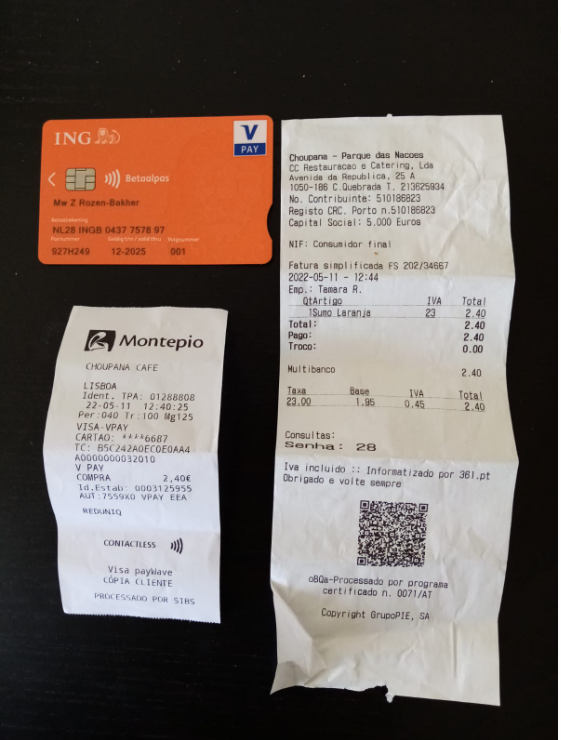 ING
V
PAY
Betaalpas
Mw Z Rozen-Bakher
Betaalrekening
NL28 INGB 0437 7578 97
Pasnummer Geldig t/m / valid thru Volgnummer
927H249 12-2025 001
Montepio
CHOUPANA CAFE
LISBOA
Ident. TPA: 01288808
22-05-11 12:40:25
Per:040 Tr:100 Mg125
VISA-VPAY
CARTAO: ****6687
TC: B5C242A0EC0E0AA4
A0000000032010
V PAY
COMPRA 2,40€
Id.Estab: 0003125955
AUT:7559X0 VPAY EEA
REDUNIQ
CONTACTLESS
Visa payWave
CÓPIA CLIENTE
PROCESSADO POR SIBS
Choupana - Parque das Nacoes
CC Restauracao e Catering, Lda
Avenida da Republica, 25 A
1050-186 C.Quebrada T. 213625934
No. Contribuinte: 510186823
Registo CRC. Porto n.510186823
Capital Social: 5.000 Euros
NIF: Consumidor final
Fatura simplificada FS 202/34667
2022-05-11 - 12:44
Emp.: Tamara R.
QtArtigo IVA Total
1Sumo Laranja 23 2.40
Total: 2.40
Pago: 2.40
Troco: 0.00
Multibanco 2.40
Taxa Base IVA Total
23.00 1.95 0.45 2.40
Consultas:
Senha: 28
Iva incluido :: Informatizado por 361.pt
Obrigado e volte sempre
oBQa-Processado por programa
certificado n. 0071/AT
Copyright GrupoPIE, SA